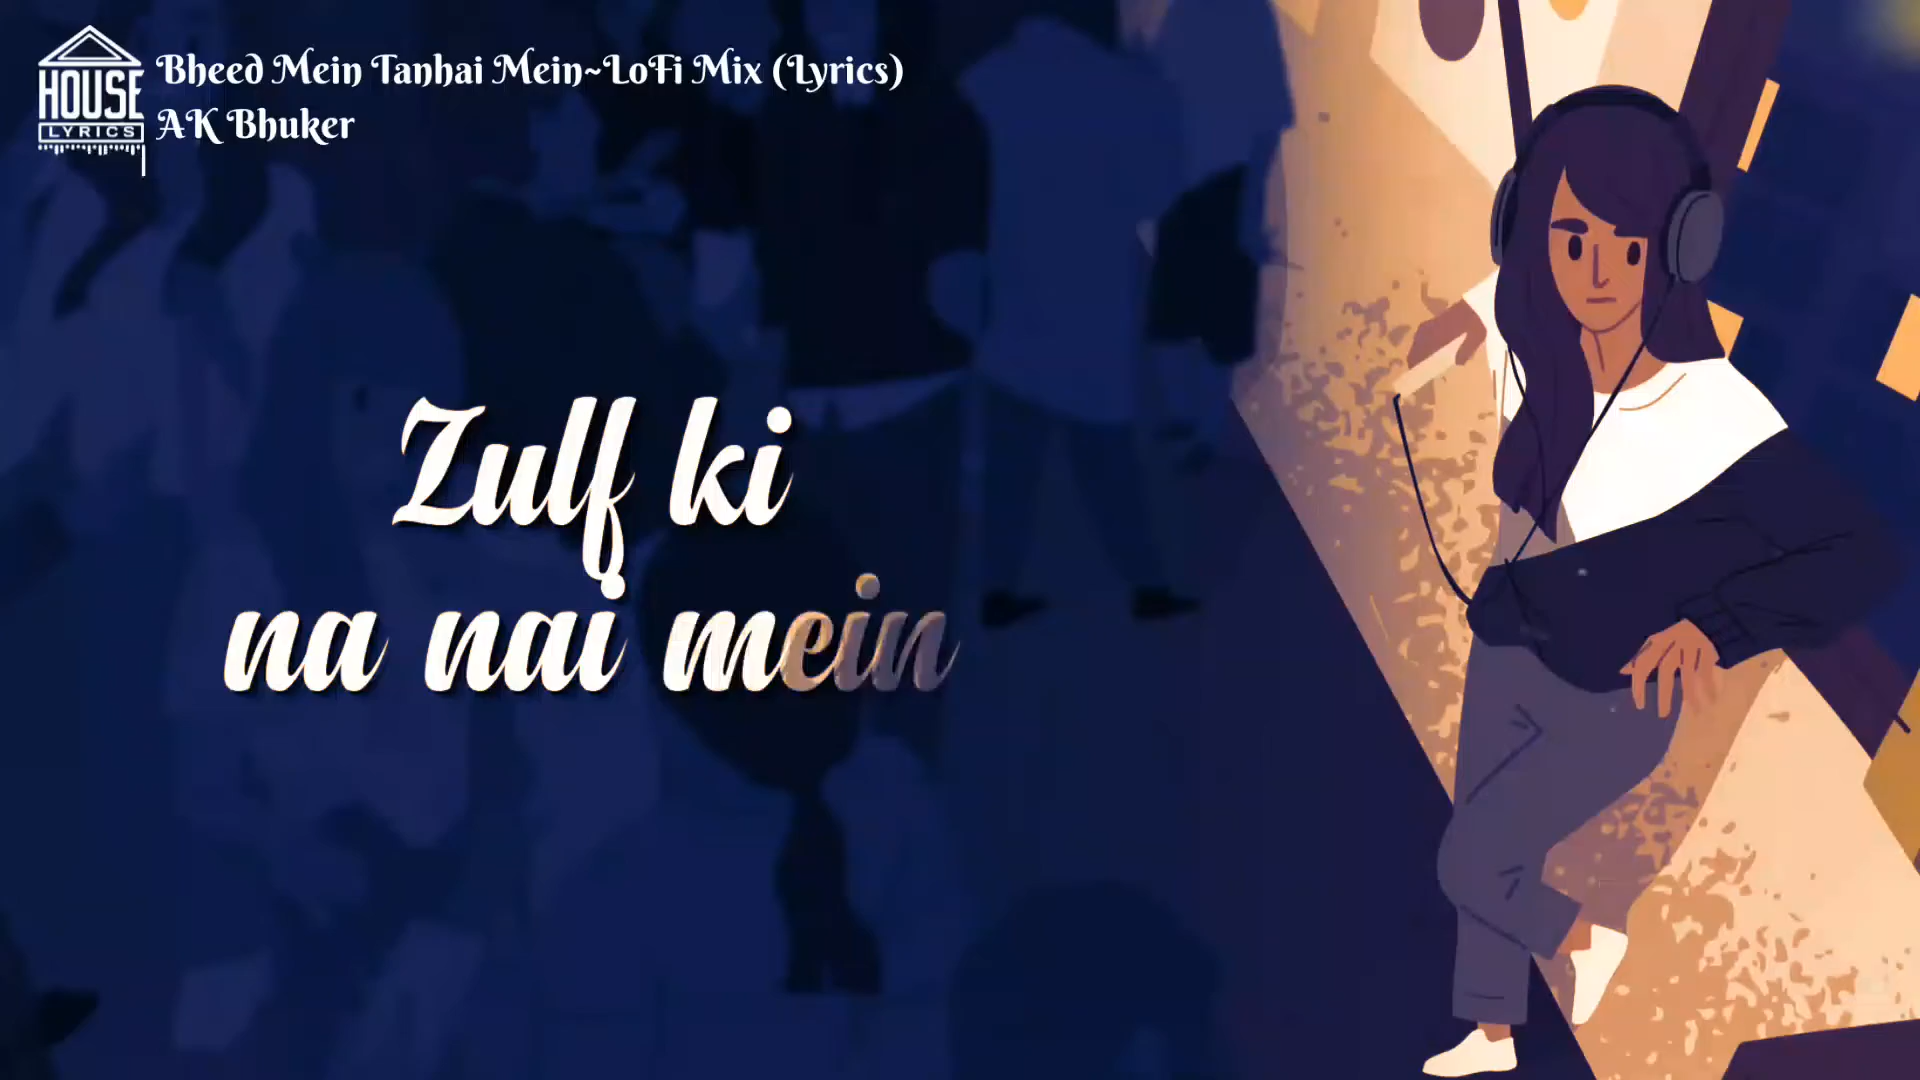 HOUSE
LYRICS
Bheed Mein Tanhai Mein~LoFi Mix (Lyrics)
AK Bhuker
Zulf ki
na nai mein